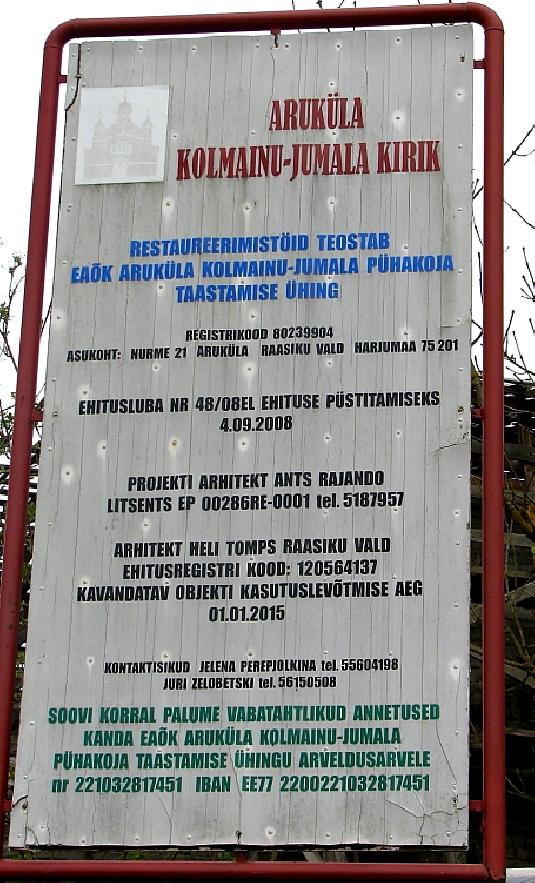 ARUKÜLA
KOLMAINU-JUMALA KIRIK
RESTAUREERIMISTÖID TEOSTAB
EAÕK ARUKÜLA KOLMAINU-JUMALA PÜHAKOJA
TAASTAMISE ÜHING
REGISTRIKOOD 80239904
ASUKOHT: NURME 21 ARUKÜLA RAASIKU VALD HARJUMAA 75201
EHITUSLUBA NR 48/08EL EHITUSE PÜSTITAMISEKS
4.09.2008
PROJEKTI ARHITEKT ANTS RAJANDO
LITSENTS EP 00286RE-0001 tel. 5187957
ARHITEKT HELI TOMPS RAASIKU VALD
EHITUSREGISTRI KOOD: 120564137
KAVANDATAV OBJEKTI KASUTUSLEVÕTMISE AEG
01.01.2015
KONTAKTISIKUD JELENA PEREPJOLKINA tel. 55604198
JURI ZELOBETSKI tel. 56150508
SOOVI KORRAL PALUME VABATAHTLIKUD ANNETUSED
KANDA EAÕK ARUKÜLA KOLMAINU-JUMALA
PÜHAKOJA TAASTAMISE ÜHINGU ARVELDUSARVELE
nr 221032817451 IBAN EE77 2200221032817451